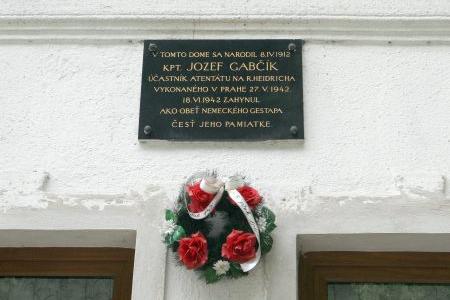 V TOMTO DOME SA NARODIL 8.IV.1912
KPT. JOZEF GABČÍK
ÚČASTNÍK ATENTÁTU NA R.HEIDRICHA
VYKONANÉHO V PRAHE 27. V. 1942.
18. VI 1942 ZAHYNUL
AKO OBEŤ NEMECKÉHO GESTAPA
ČESŤ JEHO PAMIATKE